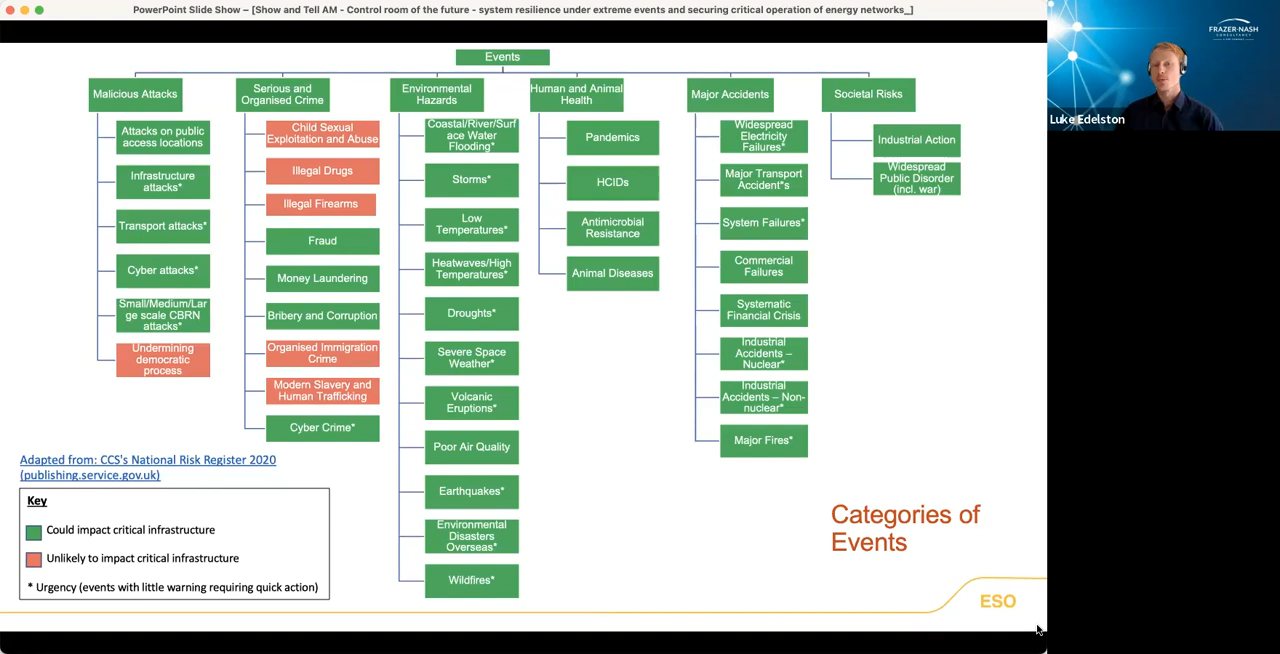 PowerPoint Slide Show – [Show and Tell AM - Control room of the future - system resilience under extreme events and securing critical operation of energy networks_]
Events
Malicious Attacks
Attacks on public
access locations
Infrastructure
attacks*
Transport attacks*
Cyber attacks*
Small/Medium/Lar
ge scale CBRN
attacks*
Undermining
democratic
process
Serious and
Organised Crime
Child Sexual
Exploitation and Abuse
Illegal Drugs
Illegal Firearms
Fraud
Money Laundering
Bribery and Corruption
Organised Immigration
Crime
Modern Slavery and
Human Trafficking
Cyber Crime*
Environmental
Hazards
Coastal/River/Surf
ace Water
Flooding*
Storms*
Low
Temperatures*
Heatwaves/High
Temperatures*
Droughts*
Severe Space
Weather*
Volcanic
Eruptions*
Poor Air Quality
Earthquakes*
Environmental
Disasters
Overseas*
Wildfires*
Human and Animal
Health
Pandemics
HCIDs
Antimicrobial
Resistance
Animal Diseases
Major Accidents
Widespread
Electricity
Failures*
Major Transport
Accident*s
System Failures*
Commercial
Failures
Systematic
Financial Crisis
Industrial
Accidents –
Nuclear*
Industrial
Accidents – Non-
nuclear*
Major Fires*
Societal Risks
Industrial Action
Widespread
Public Disorder
(incl. war)
Adapted from: CCS's National Risk Register 2020
(publishing.service.gov.uk)
Key
Could impact critical infrastructure
Unlikely to impact critical infrastructure
* Urgency (events with little warning requiring quick action)
Categories of
Events
ESO
FRAZER-NASH
CONSULTANCY
Luke Edelston